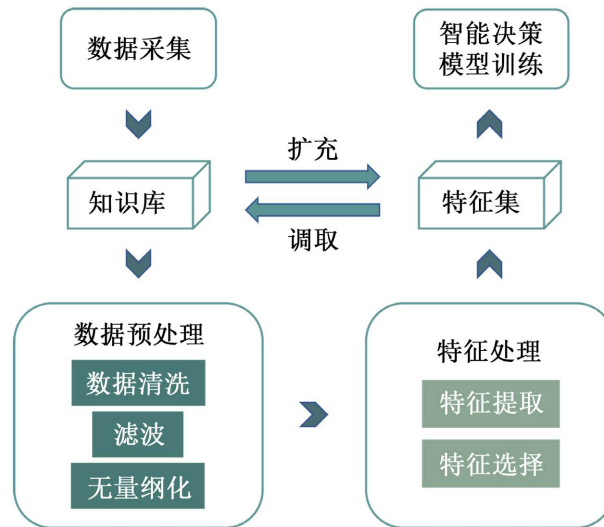 数据采集
智能决策
模型训练
扩充
知识库
特征集
调取
数据预处理
特征处理
数据清洗
特征提取
滤波
特征选择
无量纲化